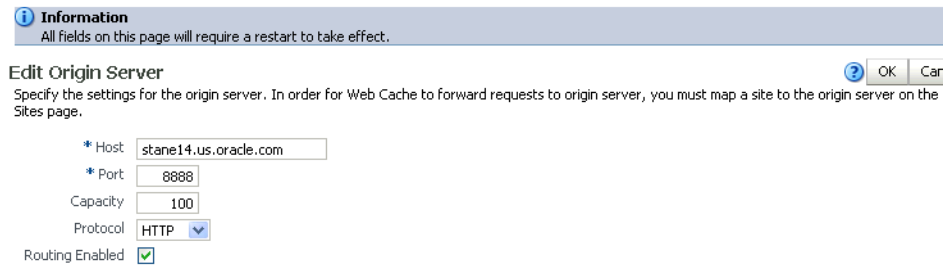 Information
All fields on this page will require a restart to take effect.
Edit Origin Server
? OK Can
Specify the settings for the origin server. In order for Web Cache to forward requests to origin server, you must map a site to the origin server on the
Sites page.
* Host stane14.us.oracle.com
* Port 8888
Capacity 100
Protocol HTTP
Routing Enabled